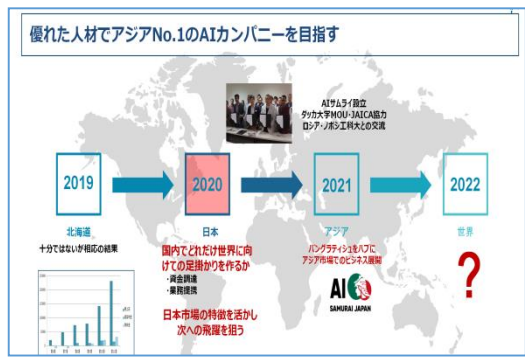 優れた人材でアジアNo.1のAIカンパニーを目指す
AIサムライ設立
ダッカ大学MOU・JAICA協力
ロシア・ノボシ工科大との交流
2019
2020
2021
2022
北海道
十分ではないが相応の結果
日本
国内でどれだけ世界に向
けての足掛かりを作るか
・資金調達
・業務提携
日本市場の特徴を活かし
次への飛躍を狙う
アジア
バングラディシュをハブに
アジア市場でのビジネス展開
AI
SAMURAI JAPAN
世界
?